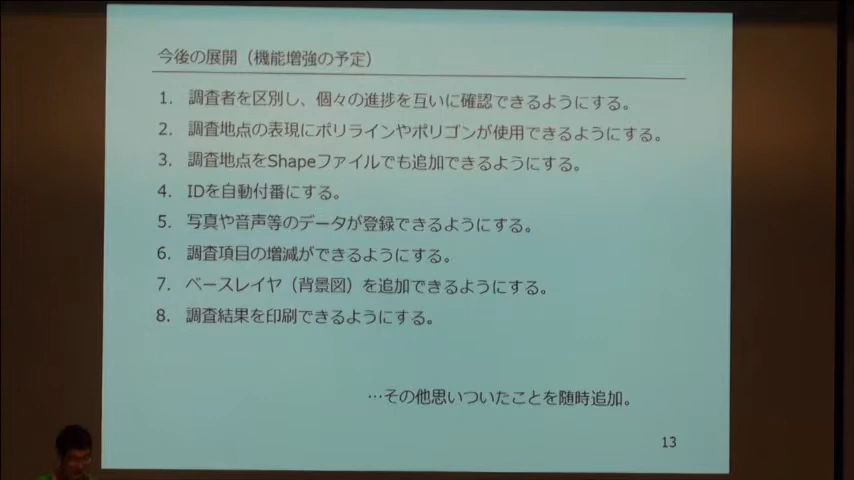 今後の展開（機能増強の予定）
1. 調査者を区別し、個々の進捗を互いに確認できるようにする。
2. 調査地点の表現にポリラインやポリゴンが使用できるようにする。
3. 調査地点をShapeファイルでも追加できるようにする。
4. IDを自動付番にする。
5. 写真や音声等のデータが登録できるようにする。
6. 調査項目の増減ができるようにする。
7. ベースレイヤ（背景図）を追加できるようにする。
8. 調査結果を印刷できるようにする。
…その他思いついたことを随時追加。
13